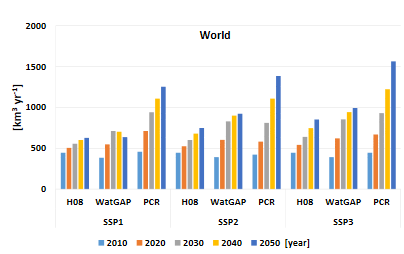 World
[km³ yr⁻¹]
2000
1500
1000
500
0
H08 WatGAP PCR H08 WatGAP PCR H08 WatGAP PCR
SSP1 SSP2 SSP3
2010 2020 2030 2040 2050 [year]